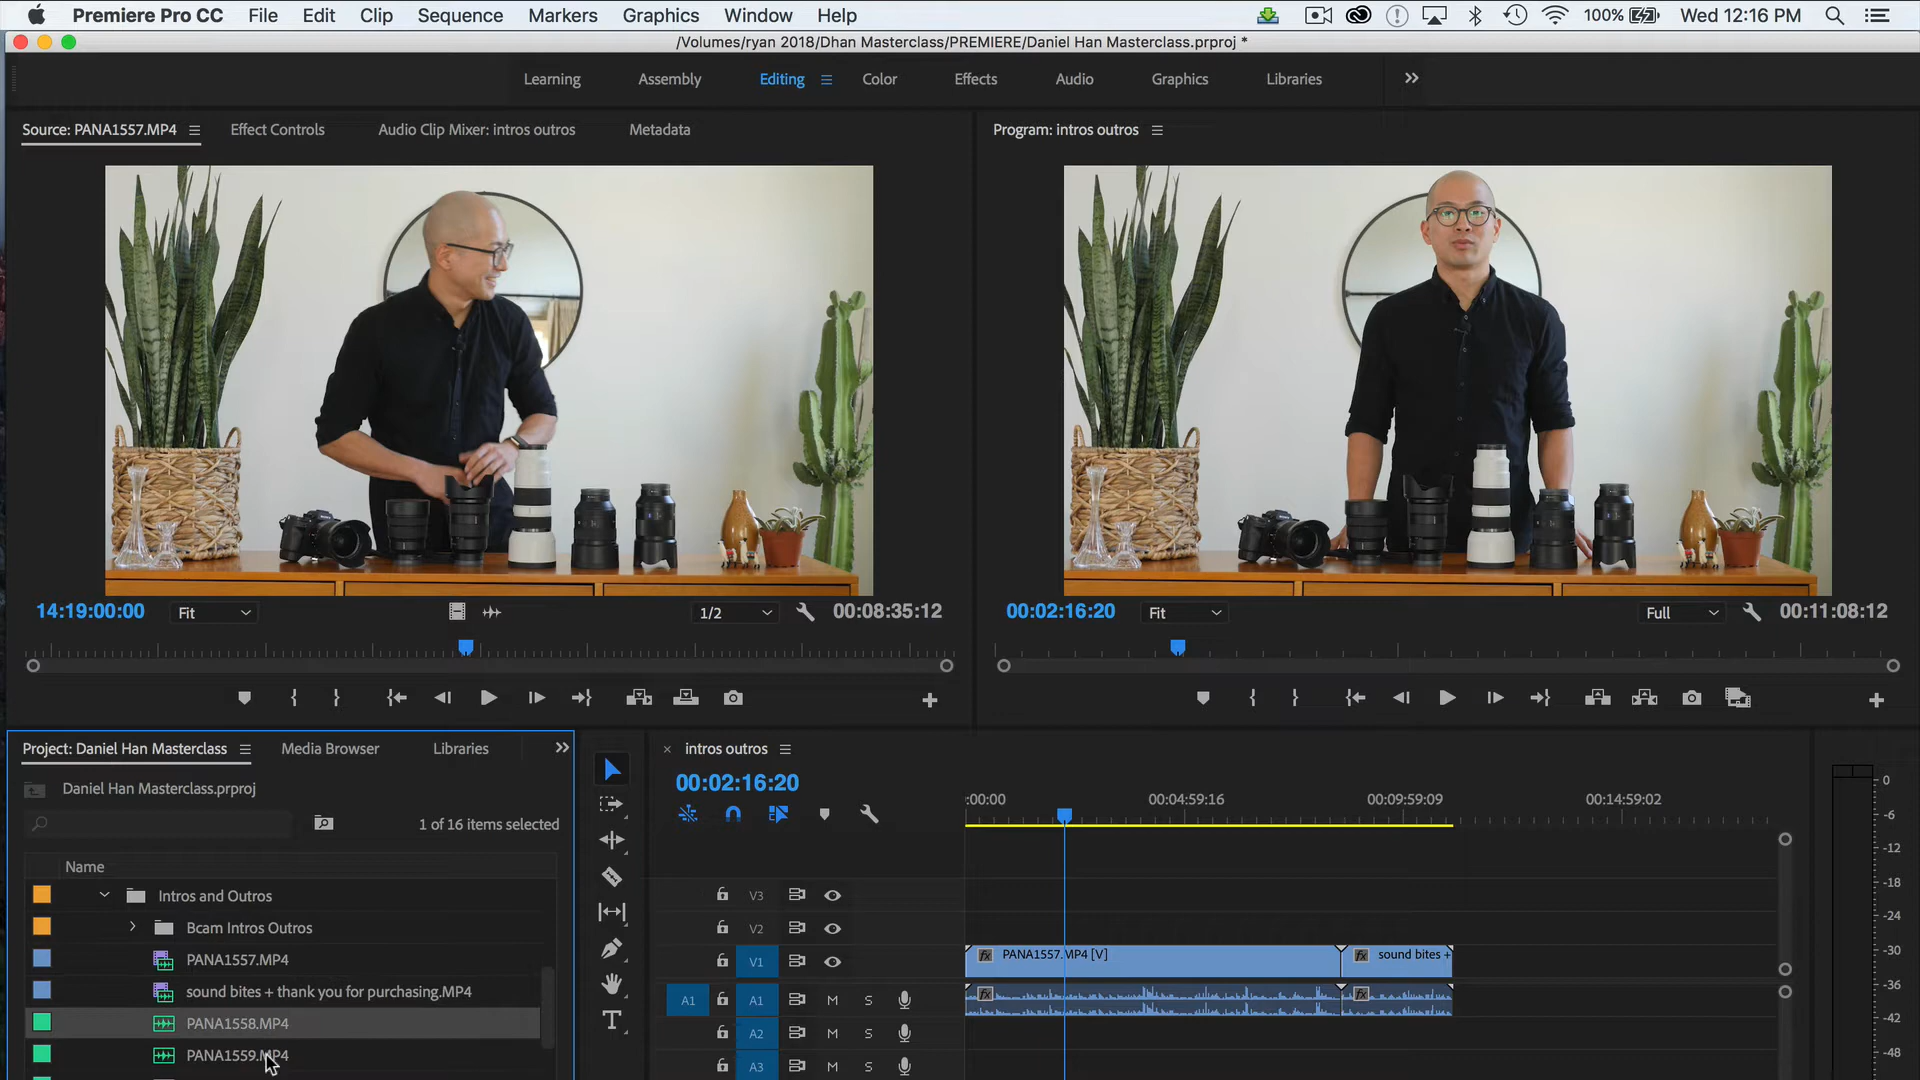 Premiere Pro CC File Edit Clip Sequence Markers Graphics Window Help 100% Wed 12:16 PM
/Volumes/ryan 2018/Dhan Masterclass/PREMIERE/Daniel Han Masterclass.prproj *
Learning Assembly Editing Color Effects Audio Graphics Libraries
Source: PANA1557.MP4 Effect Controls Audio Clip Mixer: intros outros Metadata
Program: intros outros
14:19:00:00 Fit 1/2 00:08:35:12
00:02:16:20 Fit Full 00:11:08:12
Project: Daniel Han Masterclass Media Browser Libraries
Daniel Han Masterclass.prproj
1 of 16 items selected
Name
Intros and Outros
Bcam Intros Outros
PANA1557.MP4
sound bites + thank you for purchasing.MP4
PANA1558.MP4
PANA1559.MP4
intros outros
00:02:16:20
:00:00 00:04:59:16 00:09:59:09 00:14:59:02
V3
V2
V1 PANA1557.MP4 [V] sound bites +
A1 A1 M S
A2 M S
A3 M S
0
-6
-12
-18
-24
-30
-36
-42
-48